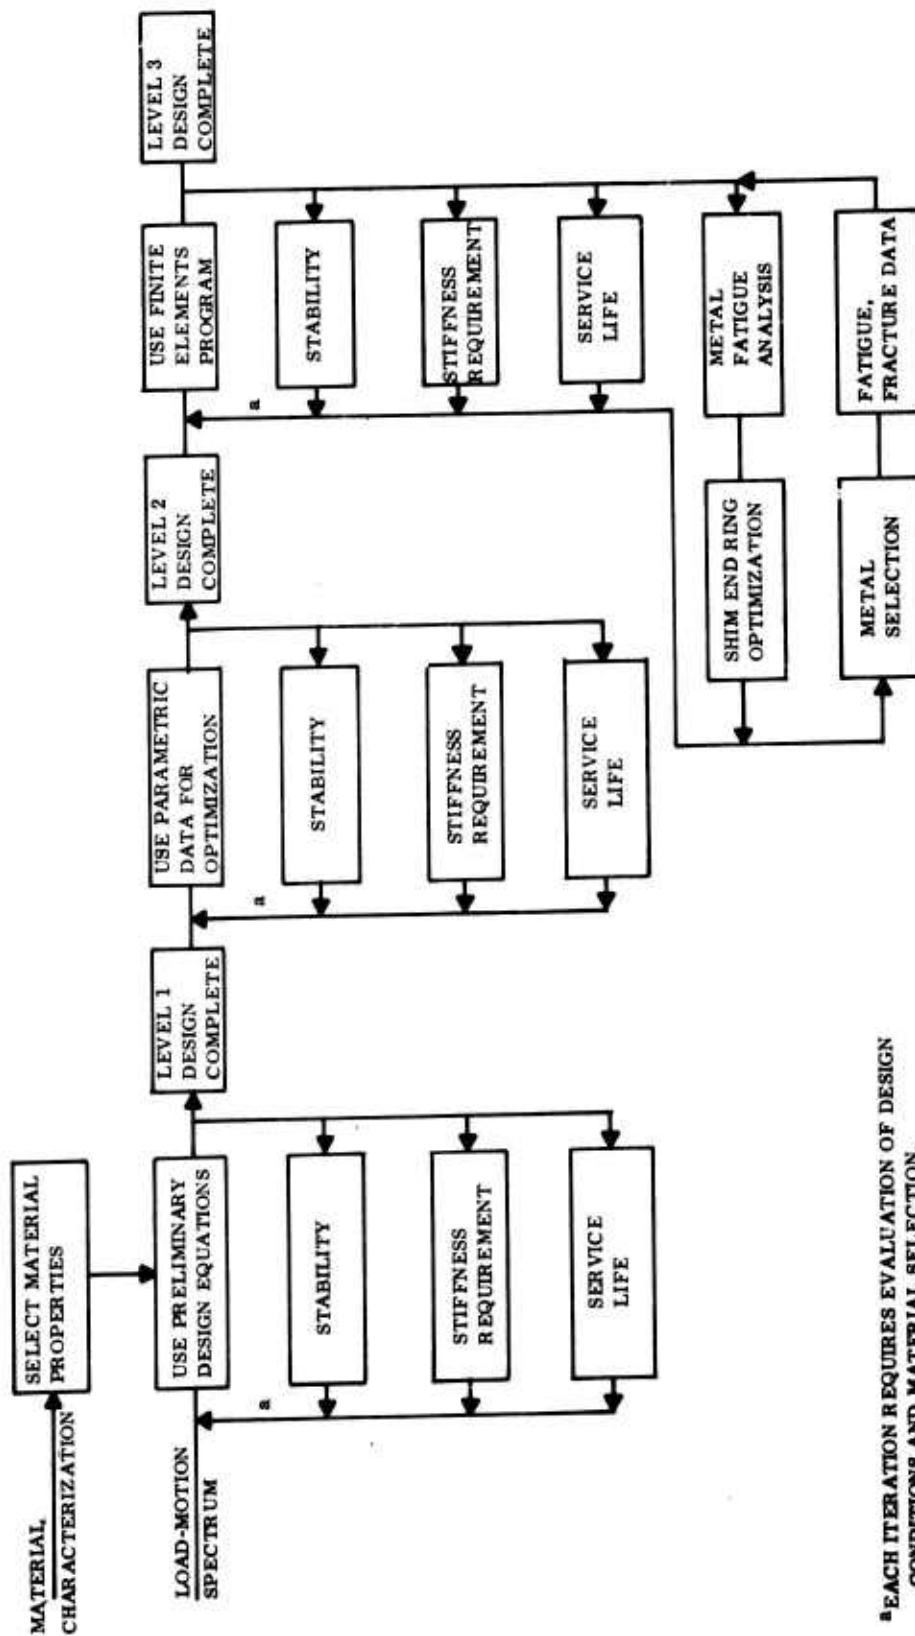 MATERIAL,
CHARACTERIZATION
SELECT MATERIAL
PROPERTIES
LOAD-MOTION
SPECTRUM
USE PRELIMINARY
DESIGN EQUATIONS
a
STABILITY
STIFFNESS
REQUIREMENT
SERVICE
LIFE
LEVEL 1
DESIGN
COMPLETE
USE PARAMETRIC
DATA FOR
OPTIMIZATION
a
STABILITY
STIFFNESS
REQUIREMENT
SERVICE
LIFE
LEVEL 2
DESIGN
COMPLETE
USE FINITE
ELEMENTS
PROGRAM
a
STABILITY
STIFFNESS
REQUIREMENT
SERVICE
LIFE
SHIM END RING
OPTIMIZATION
METAL
FATIGUE
ANALYSIS
METAL
SELECTION
FATIGUE,
FRACTURE DATA
LEVEL 3
DESIGN
COMPLETE
aEACH ITERATION REQUIRES EVALUATION OF DESIGN
CONDITIONS AND MATERIAL SELECTION